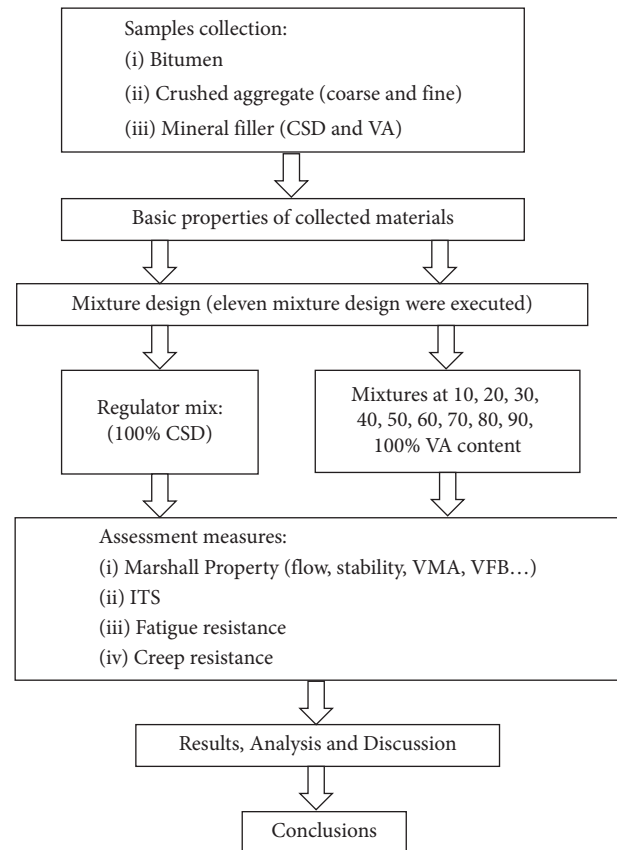 Samples collection:
(i) Bitumen
(ii) Crushed aggregate (coarse and fine)
(iii) Mineral filler (CSD and VA)
Basic properties of collected materials
Mixture design (eleven mixture design were executed)
Regulator mix:
(100% CSD)
Mixtures at 10, 20, 30,
40, 50, 60, 70, 80, 90,
100% VA content
Assessment measures:
(i) Marshall Property (flow, stability, VMA, VFB…)
(ii) ITS
(iii) Fatigue resistance
(iv) Creep resistance
Results, Analysis and Discussion
Conclusions